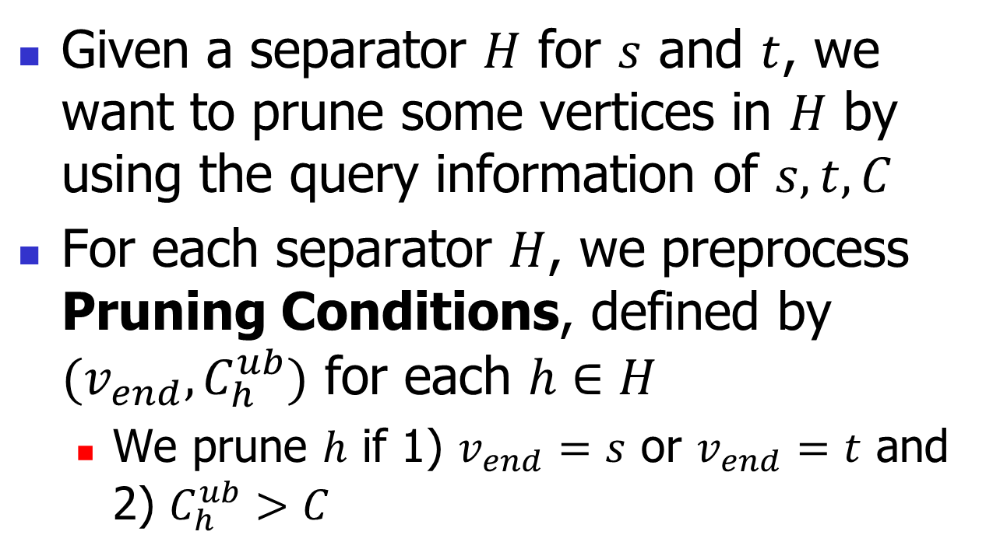 Given a separator 𝐻 for 𝑠 and 𝑡, we
want to prune some vertices in 𝐻 by
using the query information of 𝑠, 𝑡, 𝐶
For each separator 𝐻, we preprocess
Pruning Conditions, defined by
(𝑣_{𝑒𝑛𝑑}, 𝐶_ℎ^{𝑢𝑏}) for each ℎ ∈ 𝐻
We prune ℎ if 1) 𝑣_{𝑒𝑛𝑑} = 𝑠 or 𝑣_{𝑒𝑛𝑑} = 𝑡 and
2) 𝐶_ℎ^{𝑢𝑏} > 𝐶